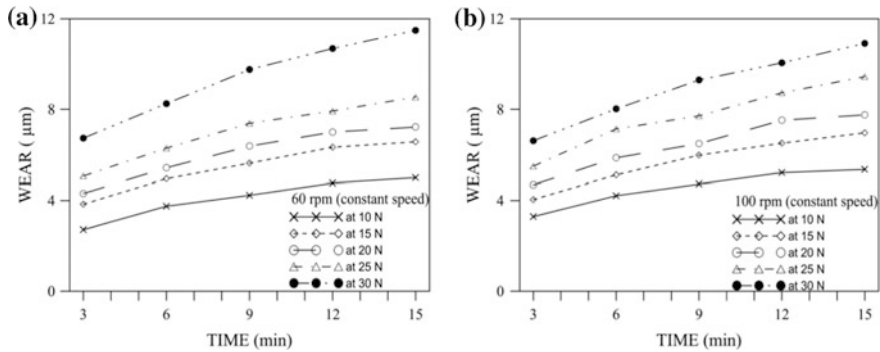 (a)
12
8
4
0
WEAR ( μm)
60 rpm (constant speed)
at 10 N
at 15 N
at 20 N
at 25 N
at 30 N
3 6 9 12 15
TIME (min)
(b)
12
8
4
0
WEAR ( μm)
100 rpm (constant speed)
at 10 N
at 15 N
at 20 N
at 25 N
at 30 N
3 6 9 12 15
TIME (min)